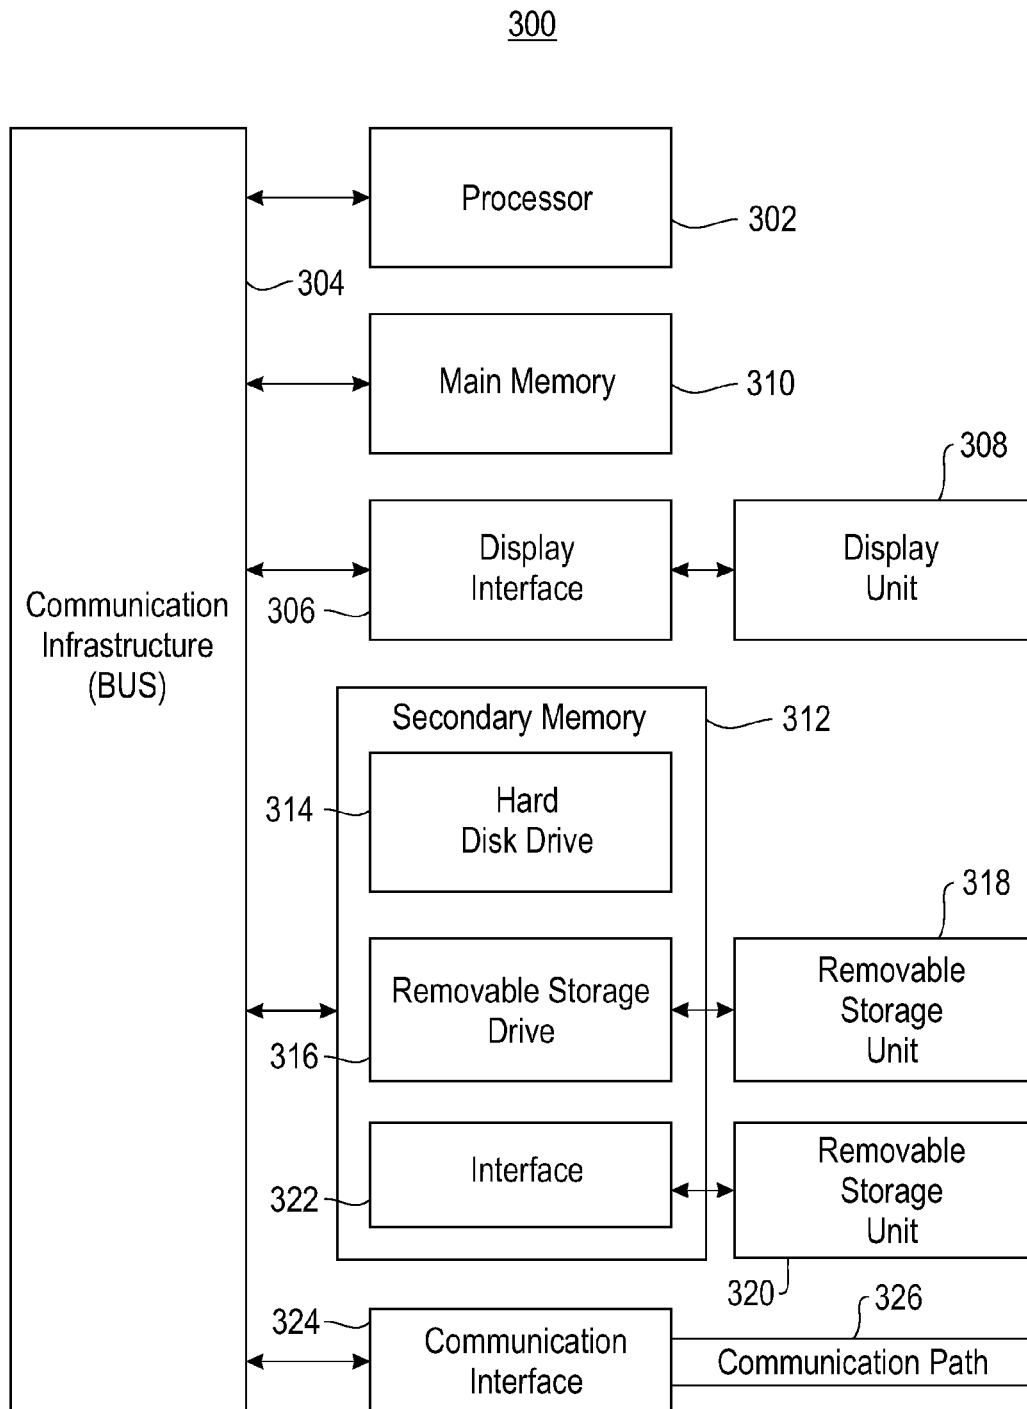 300
Processor
302
304
Main Memory
310
308
Display
Interface
306
Display
Unit
Communication
Infrastructure
(BUS)
Secondary Memory
312
314
Hard
Disk Drive
318
Removable Storage
Drive
316
Removable
Storage
Unit
Interface
322
Removable
Storage
Unit
320
324
326
Communication
Interface
Communication Path